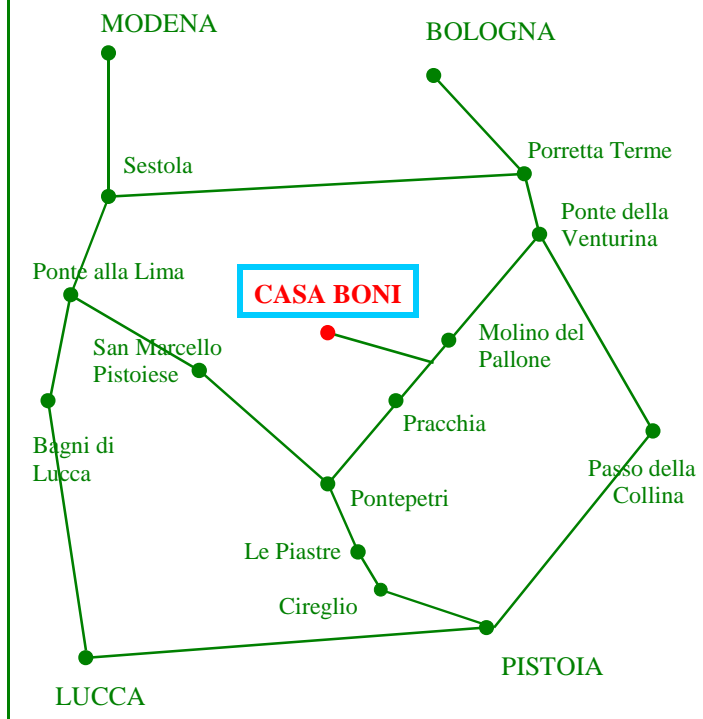 MODENA
BOLOGNA
Porretta Terme
Sestola
Ponte della
Venturina
Ponte alla Lima
CASA BONI
Molino del
Pallone
San Marcello
Pistoiese
Pracchia
Bagni di
Lucca
Passo della
Collina
Pontepetri
Le Piastre
Cireglio
PISTOIA
LUCCA